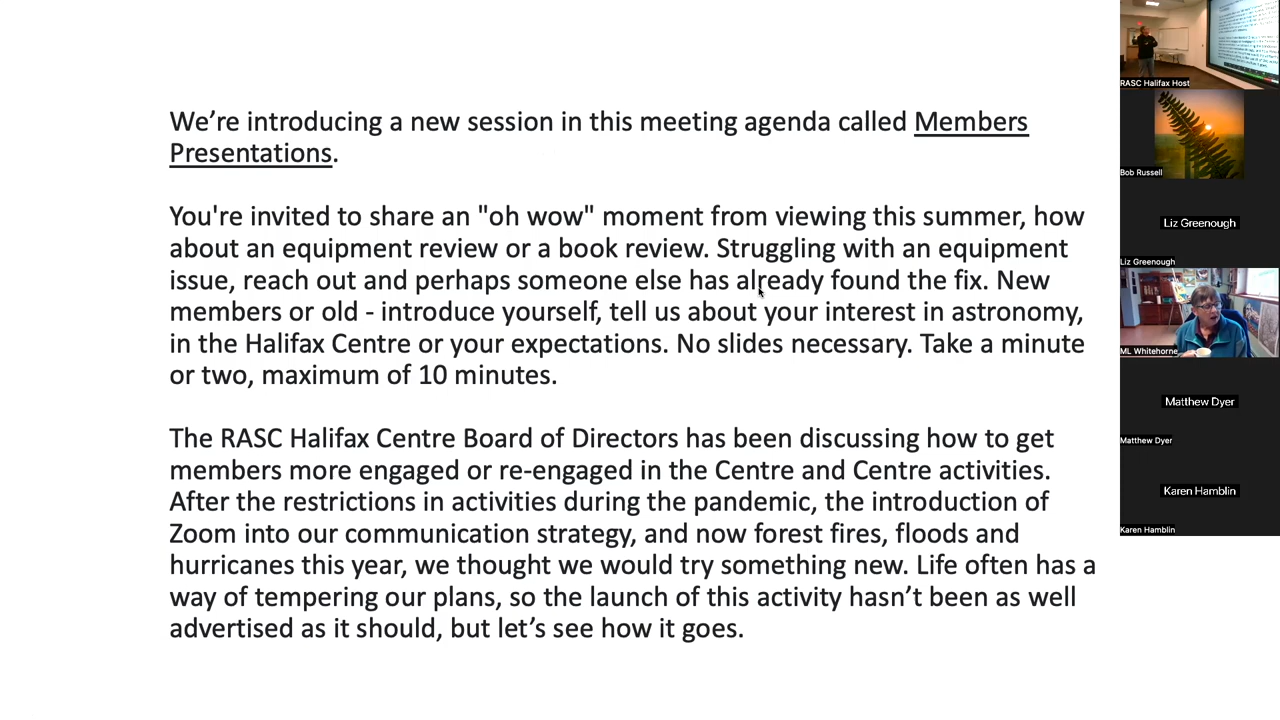 We’re introducing a new session in this meeting agenda called Members
Presentations.
You're invited to share an "oh wow" moment from viewing this summer, how
about an equipment review or a book review. Struggling with an equipment
issue, reach out and perhaps someone else has already found the fix. New
members or old - introduce yourself, tell us about your interest in astronomy,
in the Halifax Centre or your expectations. No slides necessary. Take a minute
or two, maximum of 10 minutes.
The RASC Halifax Centre Board of Directors has been discussing how to get
members more engaged or re-engaged in the Centre and Centre activities.
After the restrictions in activities during the pandemic, the introduction of
Zoom into our communication strategy, and now forest fires, floods and
hurricanes this year, we thought we would try something new. Life often has a
way of tempering our plans, so the launch of this activity hasn’t been as well
advertised as it should, but let’s see how it goes.
RASC Halifax Host
Bob Russell
Liz Greenough
Liz Greenough
ML Whitehorne
Matthew Dyer
Matthew Dyer
Karen Hamblin
Karen Hamblin